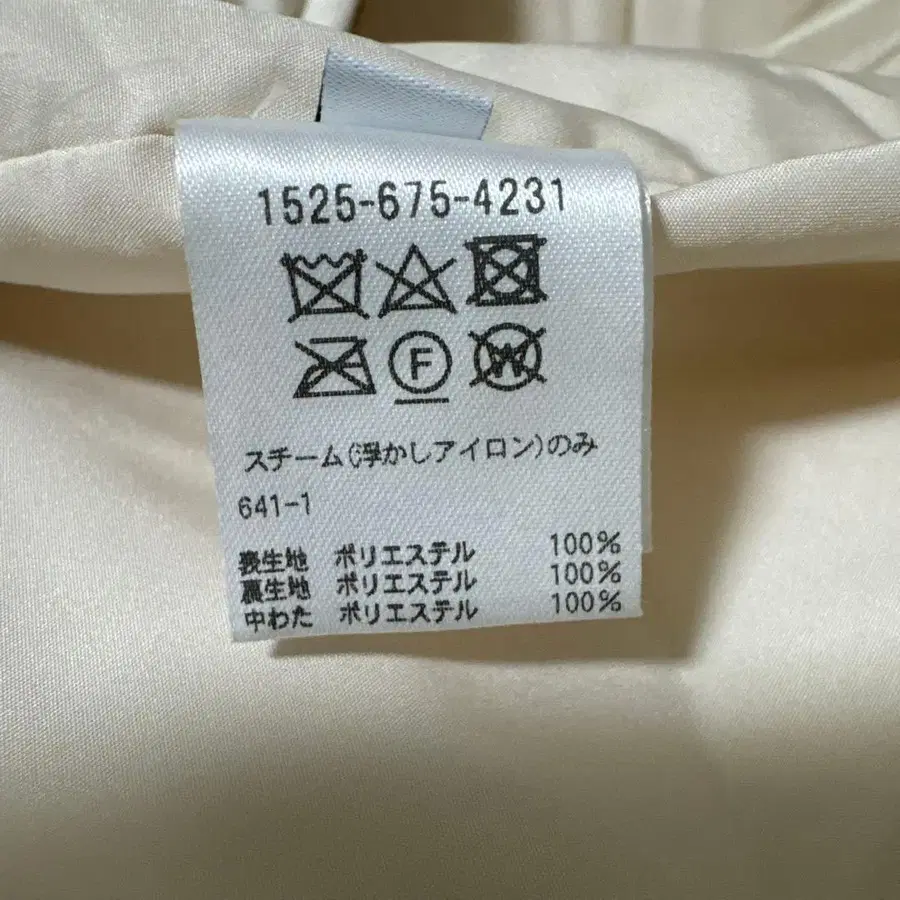 1525-675-4231
F
W
スチーム(浮かしアイロン)のみ
641-1
表生地 ポリエステル 100%
裏生地 ポリエステル 100%
中わた ポリエステル 100%